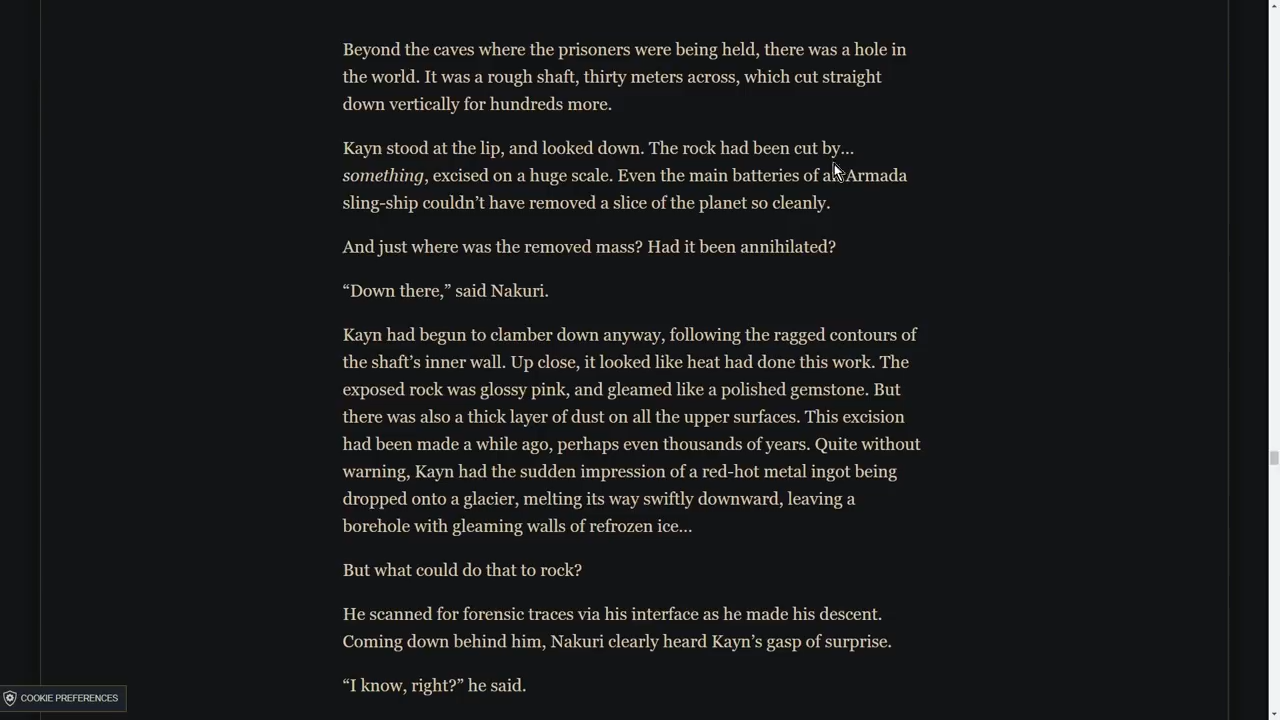 Beyond the caves where the prisoners were being held, there was a hole in
the world. It was a rough shaft, thirty meters across, which cut straight
down vertically for hundreds more.
Kayn stood at the lip, and looked down. The rock had been cut by...
something, excised on a huge scale. Even the main batteries of an Armada
sling-ship couldn’t have removed a slice of the planet so cleanly.
And just where was the removed mass? Had it been annihilated?
“Down there,” said Nakuri.
Kayn had begun to clamber down anyway, following the ragged contours of
the shaft’s inner wall. Up close, it looked like heat had done this work. The
exposed rock was glossy pink, and gleamed like a polished gemstone. But
there was also a thick layer of dust on all the upper surfaces. This excision
had been made a while ago, perhaps even thousands of years. Quite without
warning, Kayn had the sudden impression of a red-hot metal ingot being
dropped onto a glacier, melting its way swiftly downward, leaving a
borehole with gleaming walls of refrozen ice...
But what could do that to rock?
He scanned for forensic traces via his interface as he made his descent.
Coming down behind him, Nakuri clearly heard Kayn’s gasp of surprise.
“I know, right?” he said.
COOKIE PREFERENCES